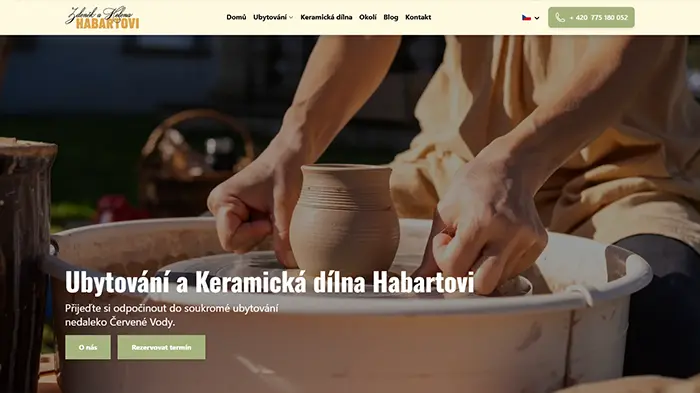 Zdeněk a Helena
HABARTOVI
Domů Ubytování Keramická dílna Okolí Blog Kontakt
+ 420 775 180 052
Ubytování a Keramická dílna Habartovi
Přijeďte si odpočinout do soukromé ubytování
nedaleko Červené Vody.
O nás Rezervovat termín